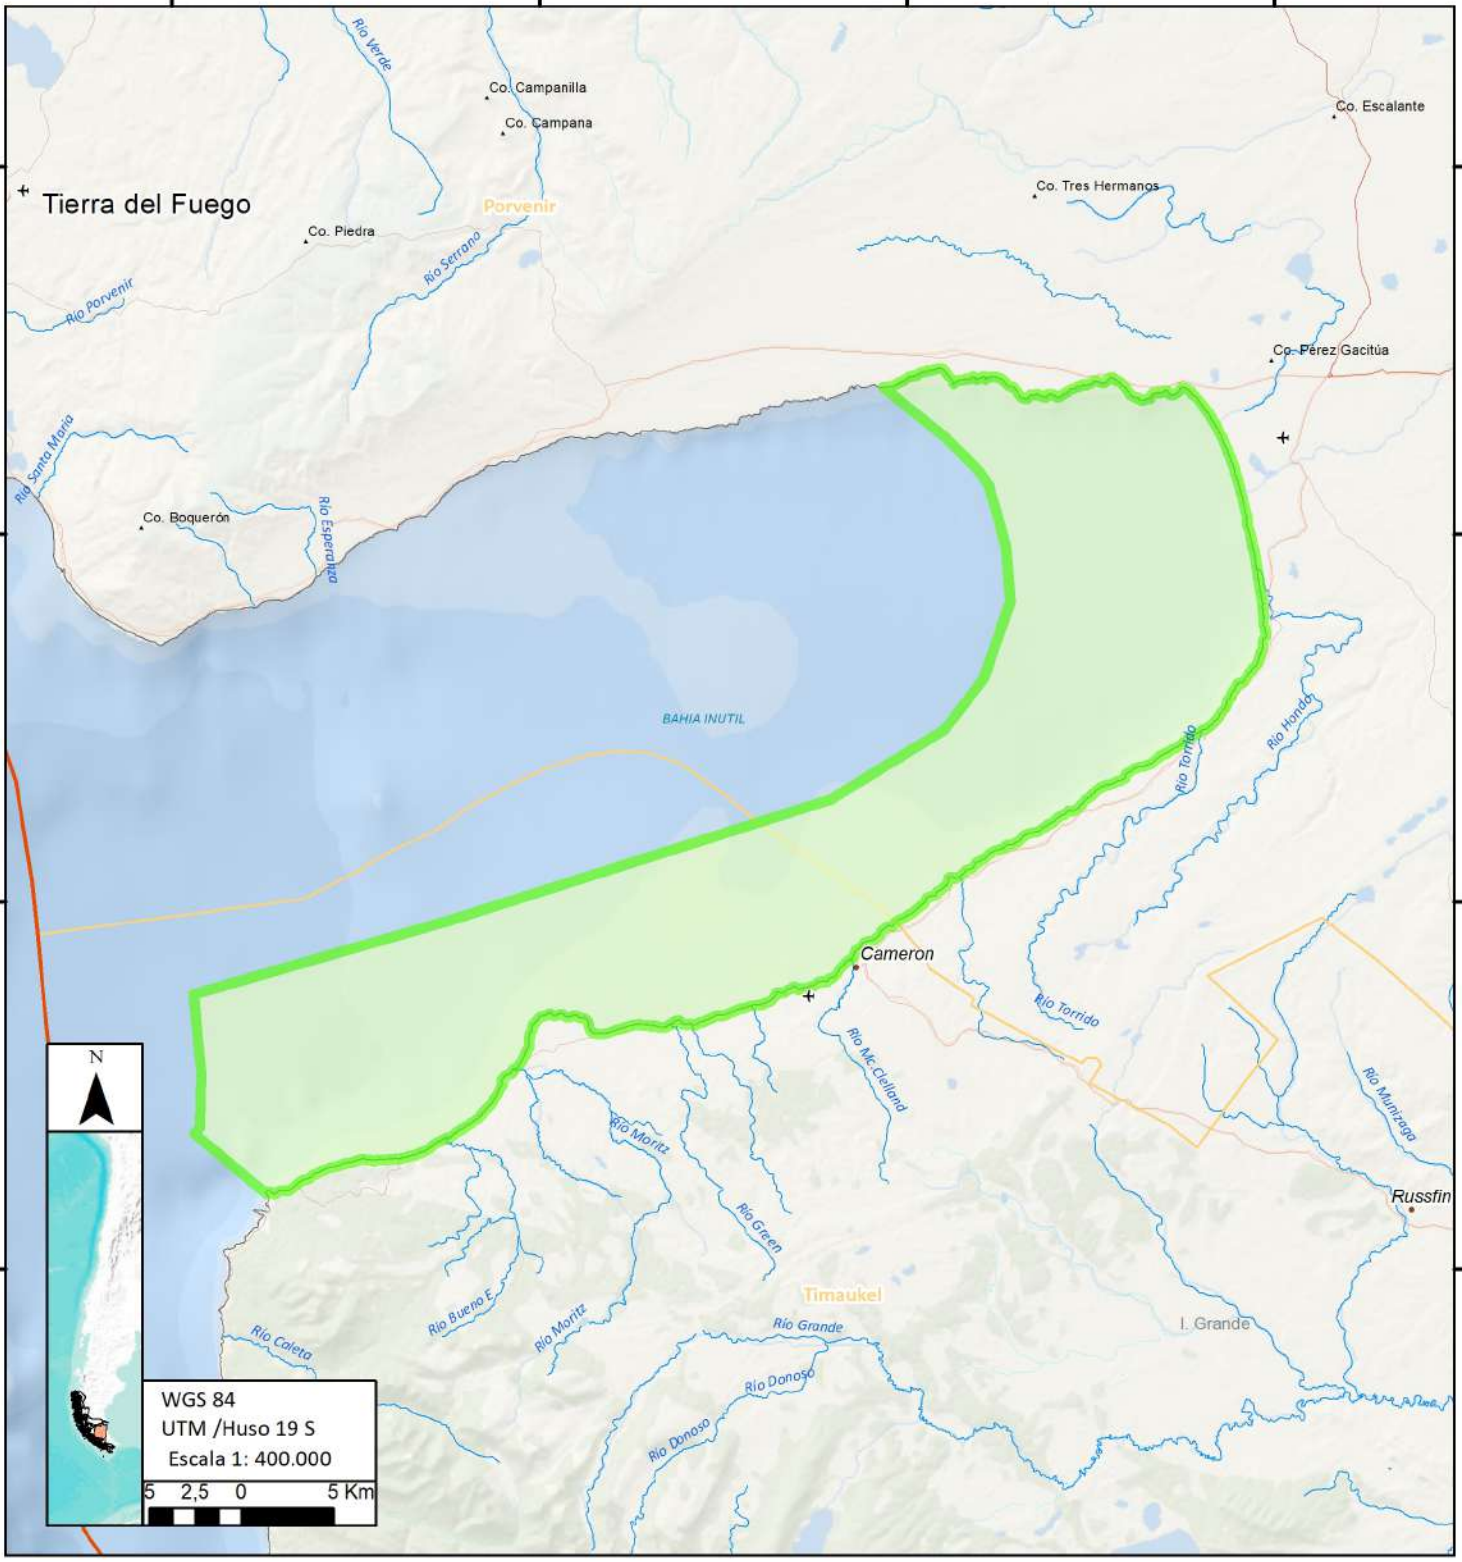 Río Verde
Co. Campanilla
Co. Campana
Co. Escalante
Co. Tres Hermanos
Tierra del Fuego
Porvenir
Co. Piedra
Río Serrano
Río Porvenir
Co. Pérez Gacitúa
Río Santa María
Co. Boquerón
Río Esperanza
BAHIA INUTIL
Río Hondo
Río Torrido
Cameron
Río Torrido
Río Mc.Clelland
Río Munizaga
Río Moritz
Russfin
Río Green
Timaukel
Río Bueno E
Río Moritz
Río Grande
I. Grande
Río Caleta
Río Donoso
Río Donoso
N
WGS 84
UTM /Huso 19 S
Escala 1: 400.000
5 2,5 0 5 Km